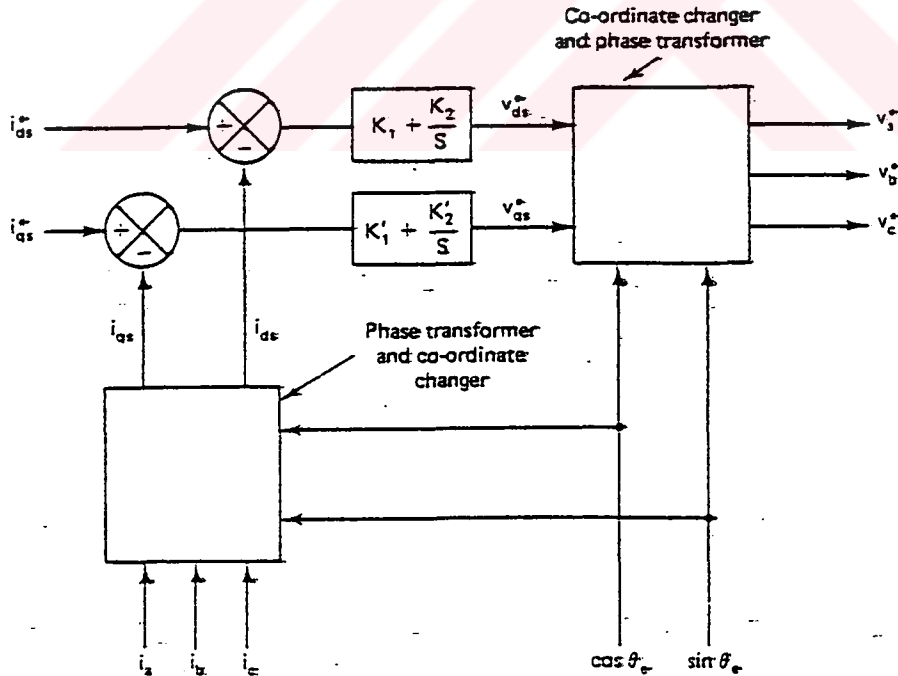 Co-ordinate changer
and phase transformer
i*ds
+
−
K₁ + K₂/S
v*ds
v*a
v*b
i*qs
+
−
K′₁ + K′₂/S
v*qs
v*c
iqs
ids
Phase transformer
and co-ordinate
changer
ia
ib
ic
cos θe
sin θe